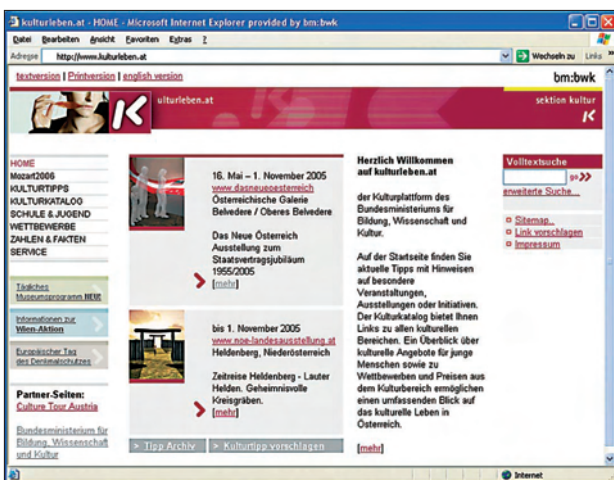 kulturleben.at - HOME - Microsoft Internet Explorer provided by bm:bwk
Datei Bearbeiten Ansicht Favoriten Extras ?
Adresse http://www.kulturleben.at Wechseln zu Links »
textversion | Printversion | english version
bm:bwk
ulturleben.at
sektion kultur
HOME
Mozart2006
KULTURTIPPS
KULTURKATALOG
SCHULE & JUGEND
WETTBEWERBE
ZAHLEN & FAKTEN
SERVICE
Tägliches
Museumsprogramm NEUE
Informationen zur
Wien-Aktion
Europäischer Tag
des Denkmalschutzes
Partner-Seiten:
Culture Tour Austria
Bundesministerium für
Bildung, Wissenschaft
und Kultur
16. Mai – 1. November 2005
www.dasneueoesterreich
Österreichische Galerie
Belvedere / Oberes Belvedere
Das Neue Österreich
Ausstellung zum
Staatsvertragsjubiläum
1955/2005
[mehr]
bis 1. November 2005
www.noe-landesausstellung.at
Heldenberg, Niederösterreich
Zeitreise Heldenberg - Lauter
Helden. Geheimnisvolle
Kreisgräben.
[mehr]
> Tipp Archiv > Kulturtipp vorschlagen
Herzlich Willkommen
auf kulturleben.at
der Kulturplattform des
Bundesministeriums für
Bildung, Wissenschaft und
Kultur.
Auf der Startseite finden Sie
aktuelle Tipps mit Hinweisen
auf besondere
Veranstaltungen,
Ausstellungen oder Initiativen.
Der Kulturkatalog bietet Ihnen
Links zu allen kulturellen
Bereichen. Ein Überblick über
kulturelle Angebote für junge
Menschen sowie zu
Wettbewerben und Preisen aus
dem Kulturbereich ermöglichen
einen umfassenden Blick auf
das kulturelle Leben in
Österreich.
[mehr]
Volltextsuche
go
erweiterte Suche...
Sitemap..
Link vorschlagen
Impressum
Internet